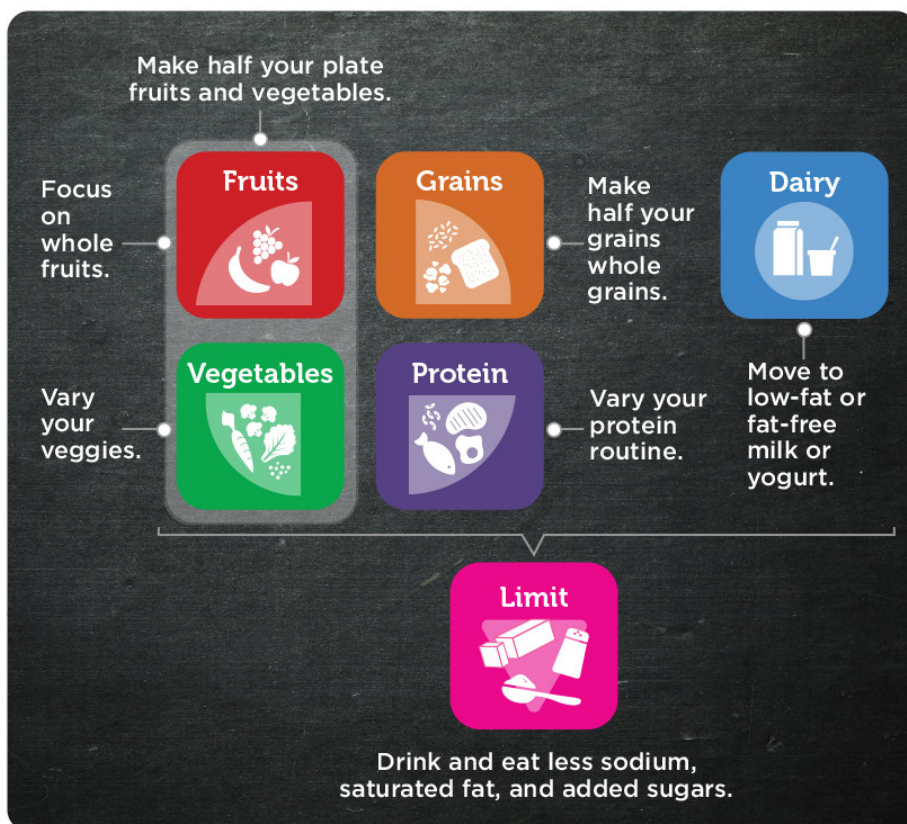 Make half your plate
fruits and vegetables.
Focus
on
whole
fruits.
Fruits
Grains
Make
half your
grains
whole
grains.
Dairy
Vary
your
veggies.
Vegetables
Protein
Vary your
protein
routine.
Move to
low-fat or
fat-free
milk or
yogurt.
Limit
Drink and eat less sodium,
saturated fat, and added sugars.